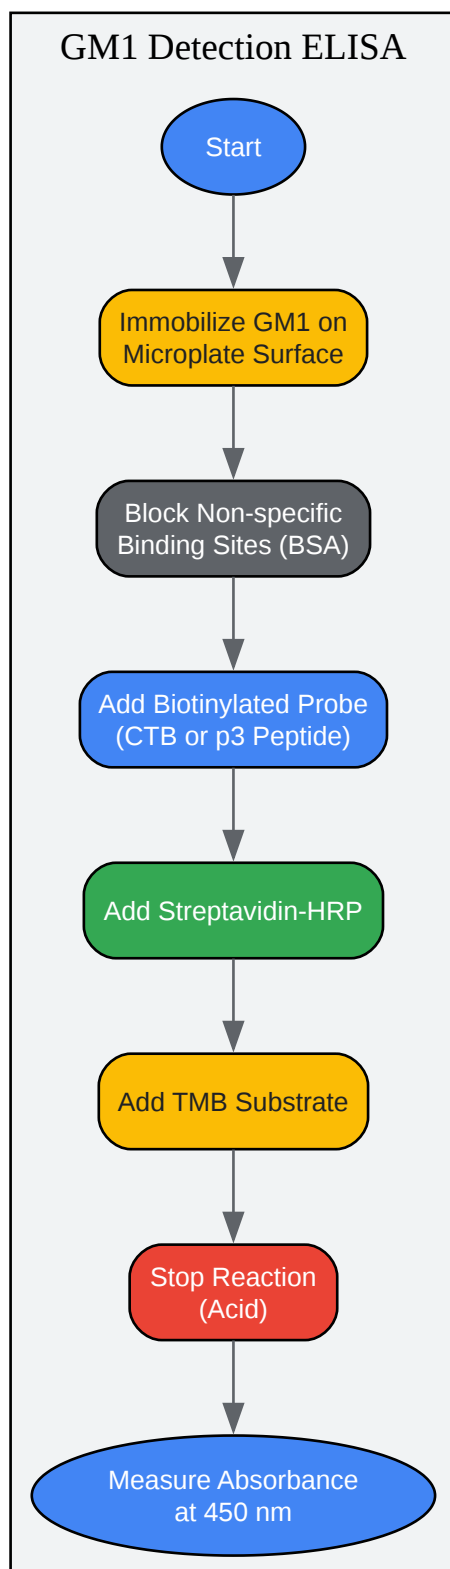 GM1 Detection ELISA
Start
Immobilize GM1 on
Microplate Surface
Block Non-specific
Binding Sites (BSA)
Add Biotinylated Probe
(CTB or p3 Peptide)
Add Streptavidin-HRP
Add TMB Substrate
Stop Reaction
(Acid)
Measure Absorbance
at 450 nm